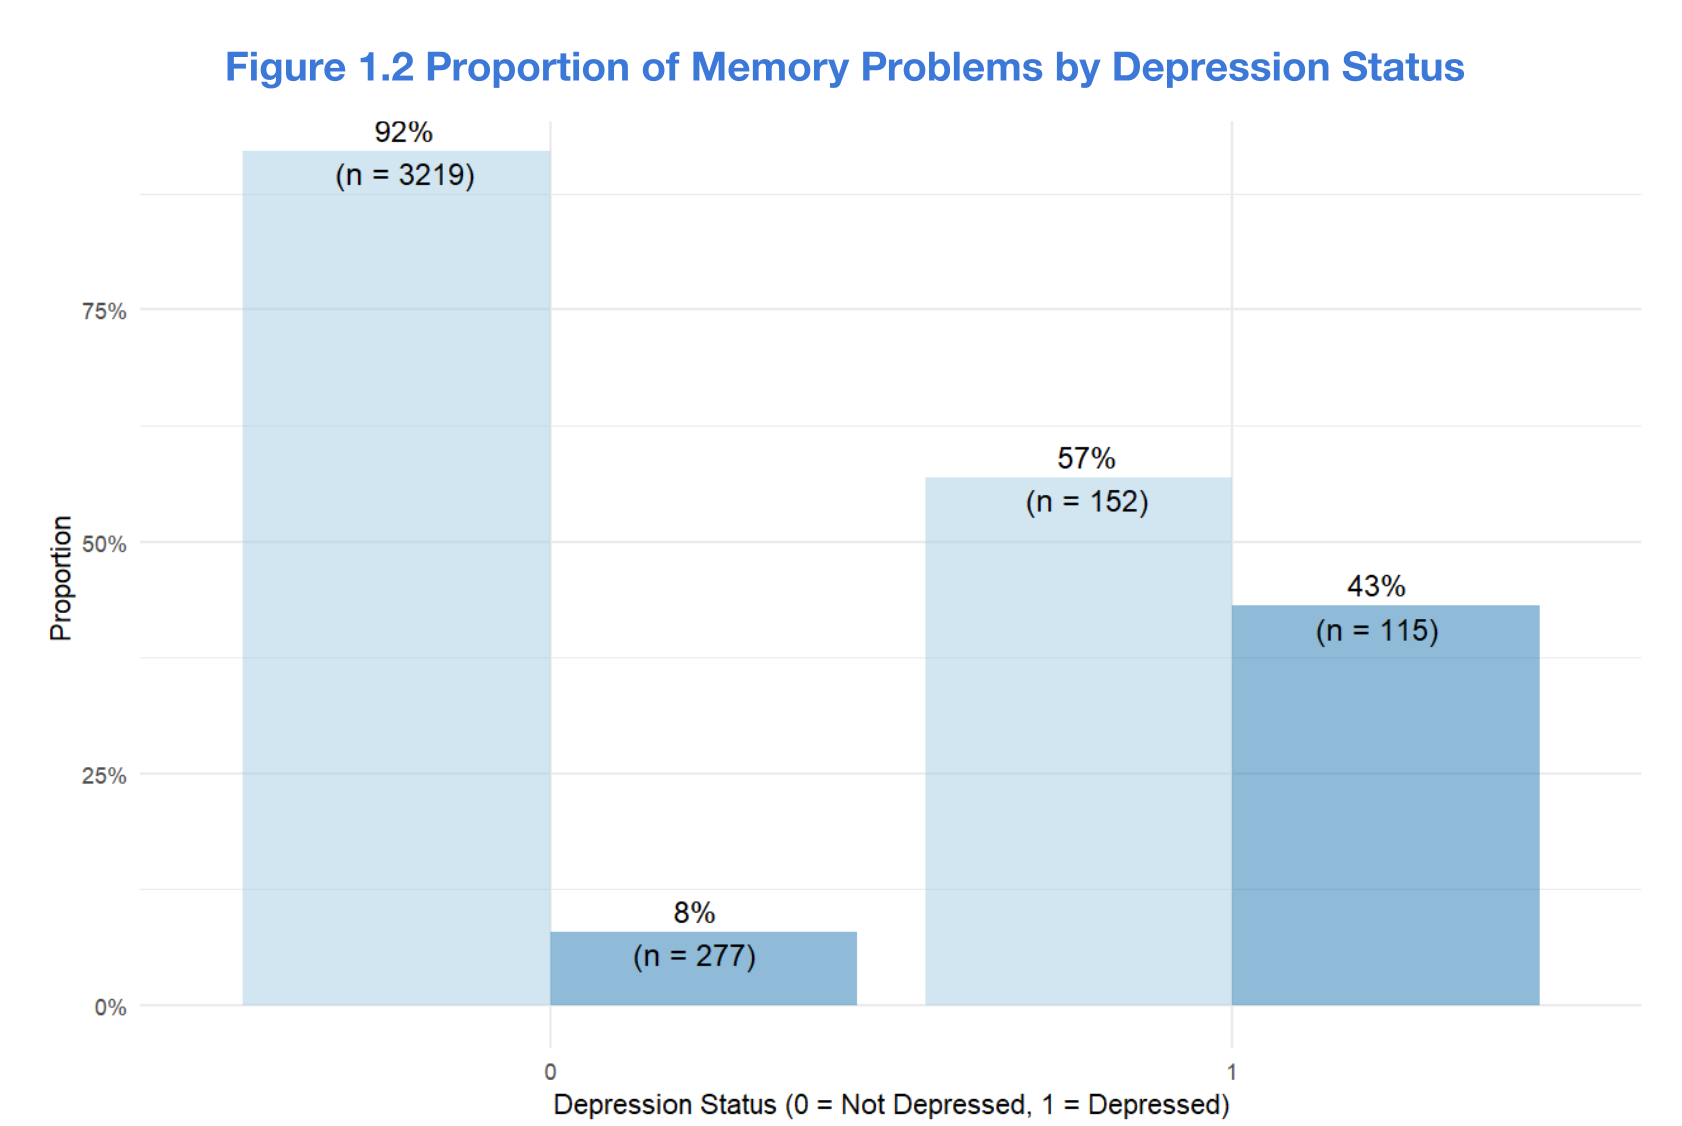 Figure 1.2 Proportion of Memory Problems by Depression Status
92%
(n = 3219)
75%
57%
(n = 152)
50%
43%
(n = 115)
Proportion
25%
8%
(n = 277)
0%
0
1
Depression Status (0 = Not Depressed, 1 = Depressed)